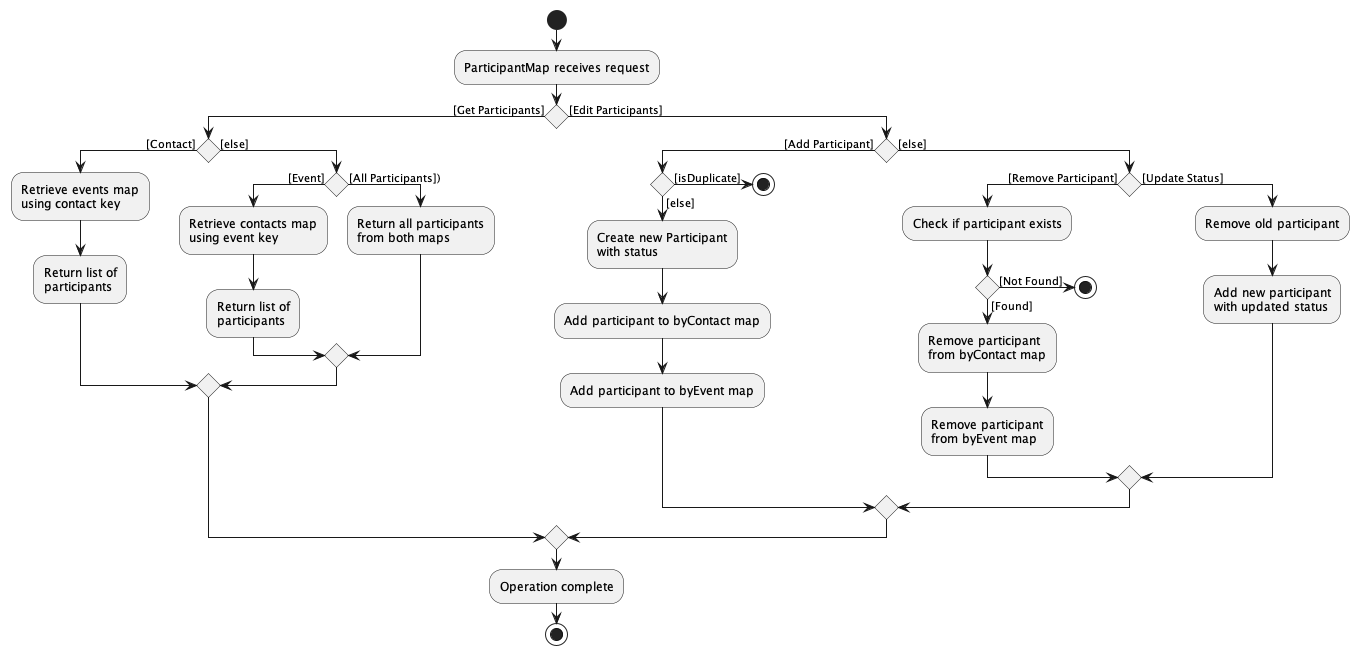 ParticipantMap receives request
[Get Participants]
[Edit Participants]
[Contact]
[else]
[Add Participant]
[else]
Retrieve events map
using contact key
Return list of
participants
[Event]
[All Participants])
Retrieve contacts map
using event key
Return all participants
from both maps
Return list of
participants
[isDuplicate]
[else]
Create new Participant
with status
Add participant to byContact map
Add participant to byEvent map
[Remove Participant]
[Update Status]
Check if participant exists
[Not Found]
[Found]
Remove participant
from byContact map
Remove participant
from byEvent map
Remove old participant
Add new participant
with updated status
Operation complete